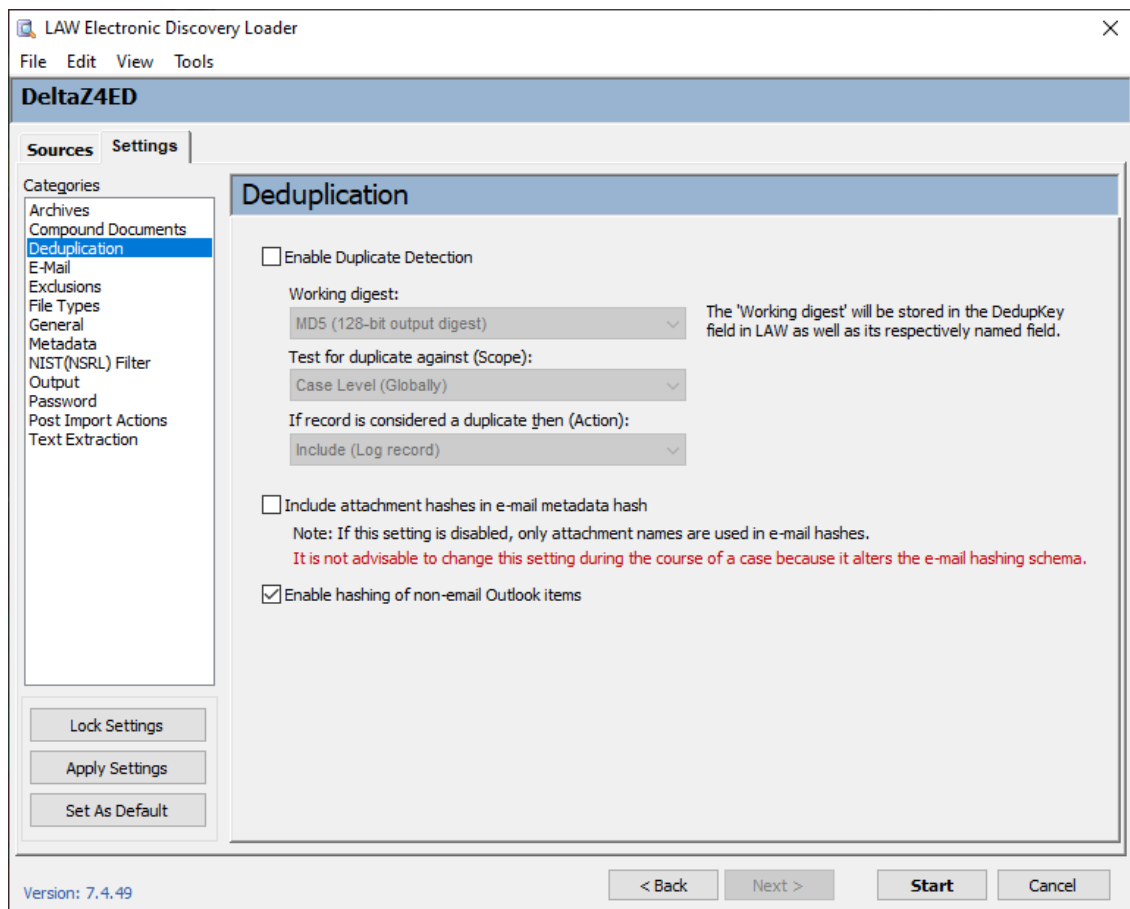 LAW Electronic Discovery Loader
File Edit View Tools
DeltaZ4ED
Sources Settings
Categories
Archives
Compound Documents
Deduplication
E-Mail
Exclusions
File Types
General
Metadata
NIST(NSRL) Filter
Output
Password
Post Import Actions
Text Extraction
Lock Settings
Apply Settings
Set As Default
Deduplication
Enable Duplicate Detection
Working digest:
MD5 (128-bit output digest)
The 'Working digest' will be stored in the DedupKey
field in LAW as well as its respectively named field.
Test for duplicate against (Scope):
Case Level (Globally)
If record is considered a duplicate then (Action):
Include (Log record)
Include attachment hashes in e-mail metadata hash
Note: If this setting is disabled, only attachment names are used in e-mail hashes.
It is not advisable to change this setting during the course of a case because it alters the e-mail hashing schema.
Enable hashing of non-email Outlook items
Version: 7.4.49
< Back Next > Start Cancel